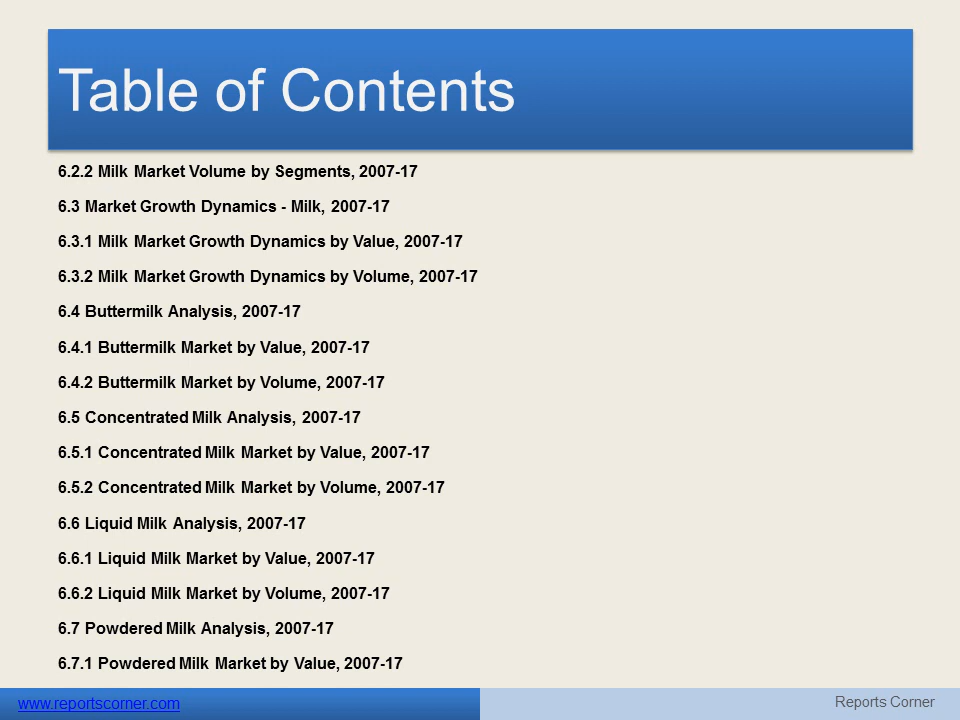 Table of Contents
6.2.2 Milk Market Volume by Segments, 2007-17
6.3 Market Growth Dynamics - Milk, 2007-17
6.3.1 Milk Market Growth Dynamics by Value, 2007-17
6.3.2 Milk Market Growth Dynamics by Volume, 2007-17
6.4 Buttermilk Analysis, 2007-17
6.4.1 Buttermilk Market by Value, 2007-17
6.4.2 Buttermilk Market by Volume, 2007-17
6.5 Concentrated Milk Analysis, 2007-17
6.5.1 Concentrated Milk Market by Value, 2007-17
6.5.2 Concentrated Milk Market by Volume, 2007-17
6.6 Liquid Milk Analysis, 2007-17
6.6.1 Liquid Milk Market by Value, 2007-17
6.6.2 Liquid Milk Market by Volume, 2007-17
6.7 Powdered Milk Analysis, 2007-17
6.7.1 Powdered Milk Market by Value, 2007-17
www.reportscorner.com
Reports Corner